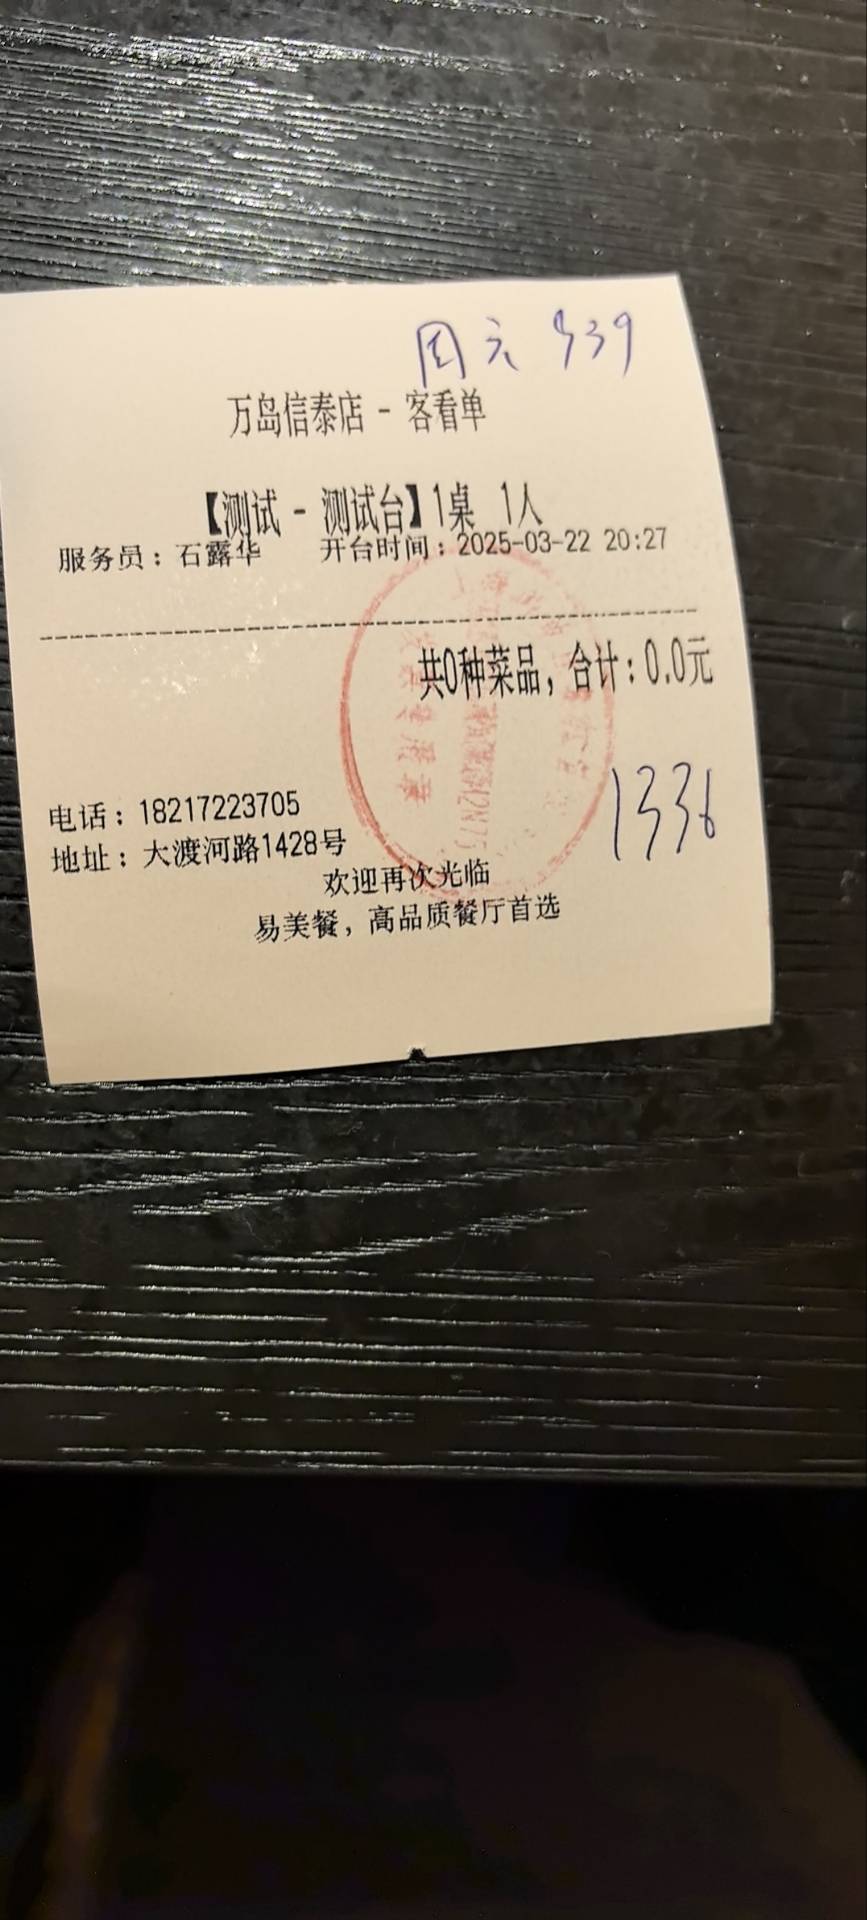 周元 939
万岛信泰店 - 客看单
【测试 - 测试台】1桌 1人
服务员：石露华 开台时间：2025-03-22 20:27
共0种菜品，合计：0.0元
1336
电话：18217223705
地址：大渡河路1428号
欢迎再次光临
易美餐，高品质餐厅首选